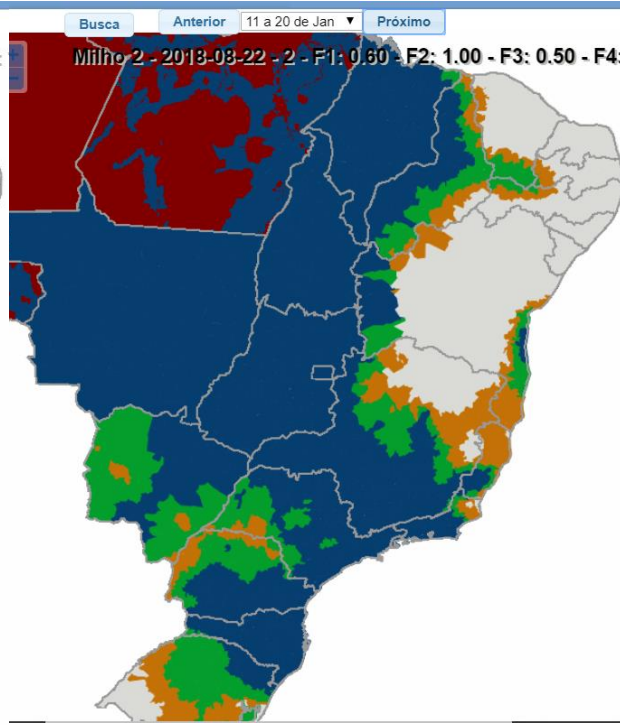 Busca Anterior 11 a 20 de Jan Próximo
Milho 2 - 2018-08-22 - 2 - F1: 0.60 - F2: 1.00 - F3: 0.50 - F4: